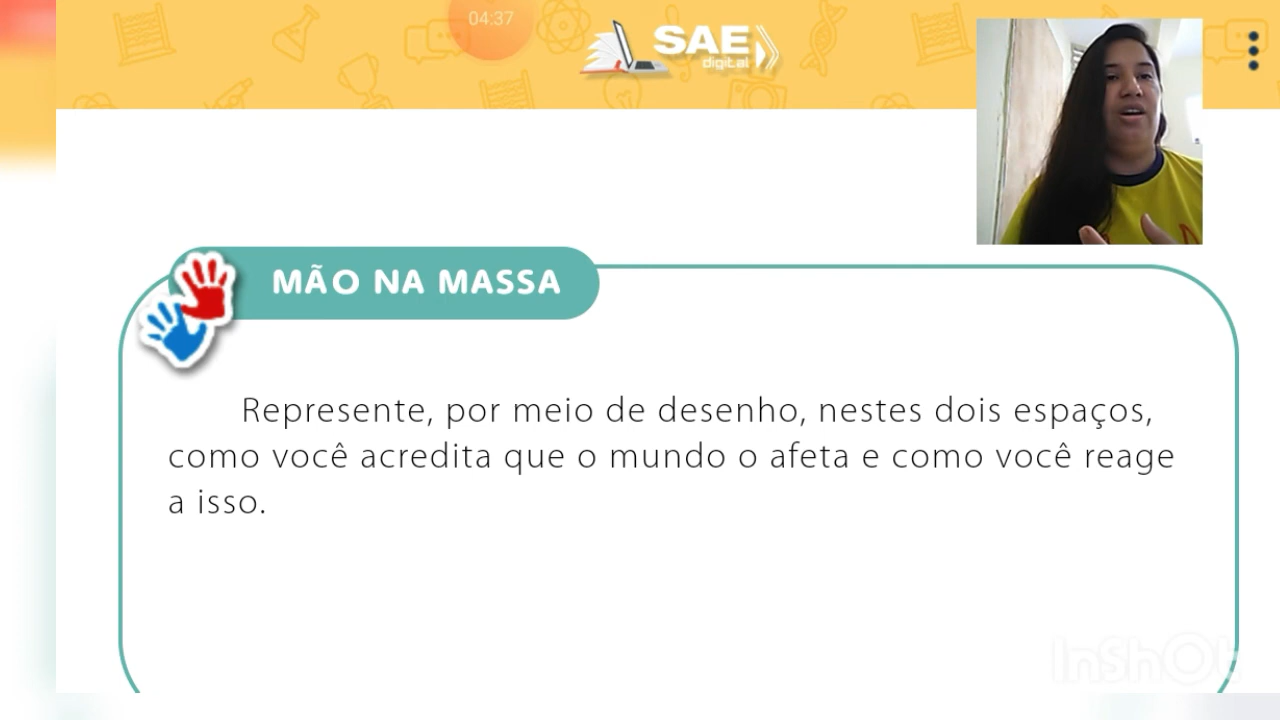 04:37
SAE
digital
MÃO NA MASSA
Represente, por meio de desenho, nestes dois espaços,
como você acredita que o mundo o afeta e como você reage
a isso.
InShOt